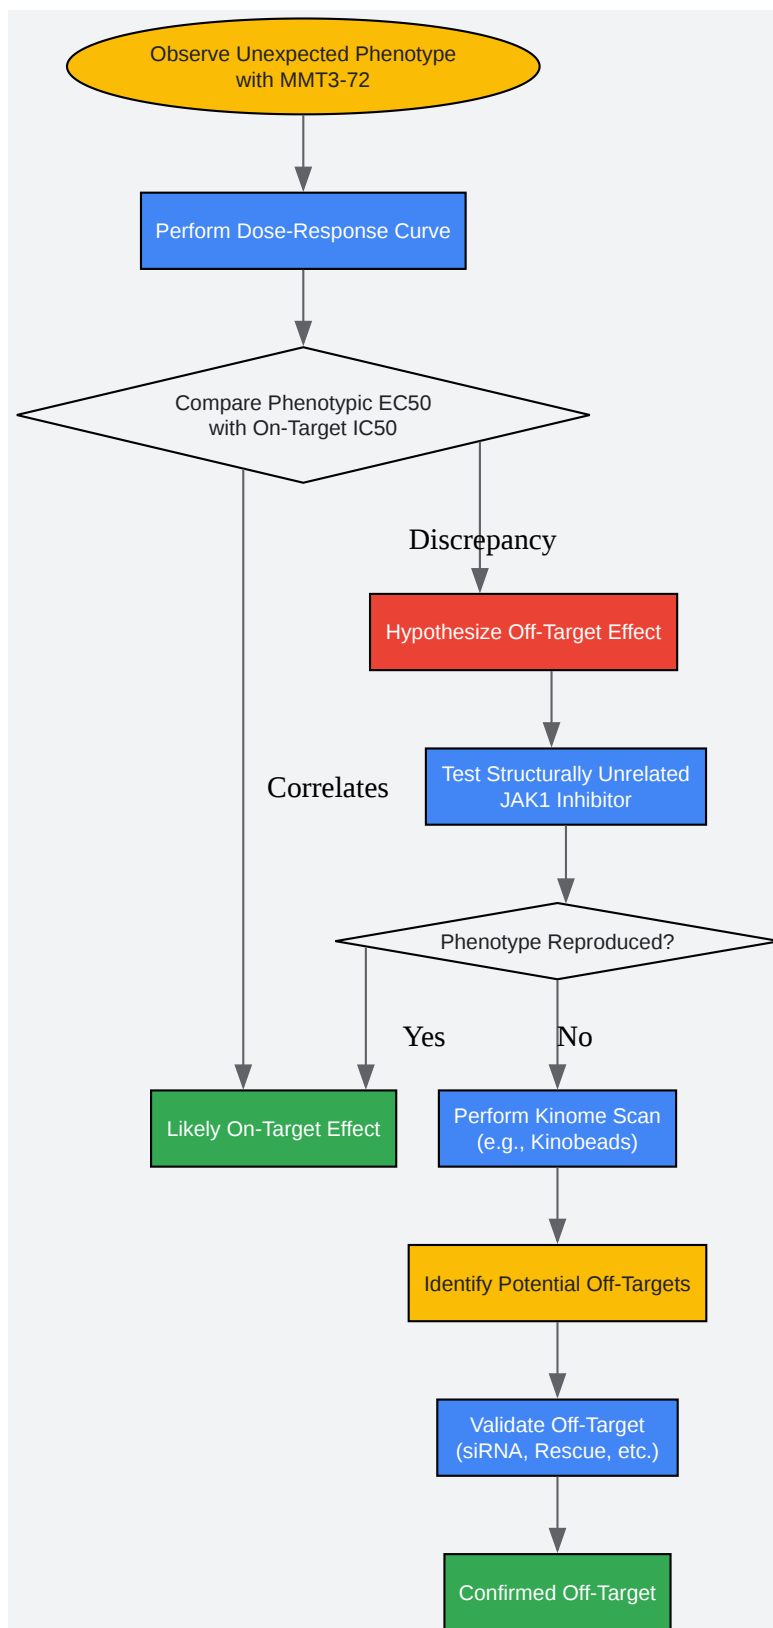 Observe Unexpected Phenotype
with MMT3-72
Perform Dose-Response Curve
Compare Phenotypic EC50
with On-Target IC50
Discrepancy
Hypothesize Off-Target Effect
Test Structurally Unrelated
JAK1 Inhibitor
Correlates
Phenotype Reproduced?
Yes
No
Likely On-Target Effect
Perform Kinome Scan
(e.g., Kinobeads)
Identify Potential Off-Targets
Validate Off-Target
(siRNA, Rescue, etc.)
Confirmed Off-Target